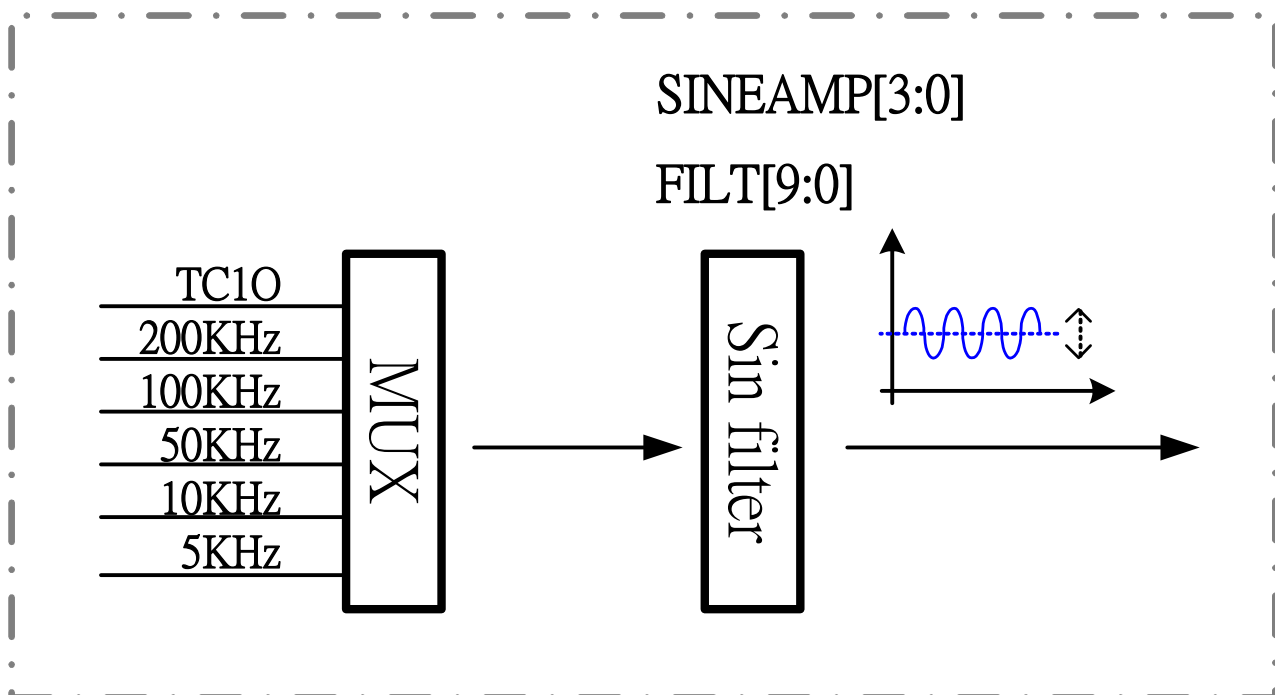 SINEAMP[3:0]
FILT[9:0]
TC1O
200KHz
100KHz
50KHz
10KHz
5KHz
MUX
Sin filter